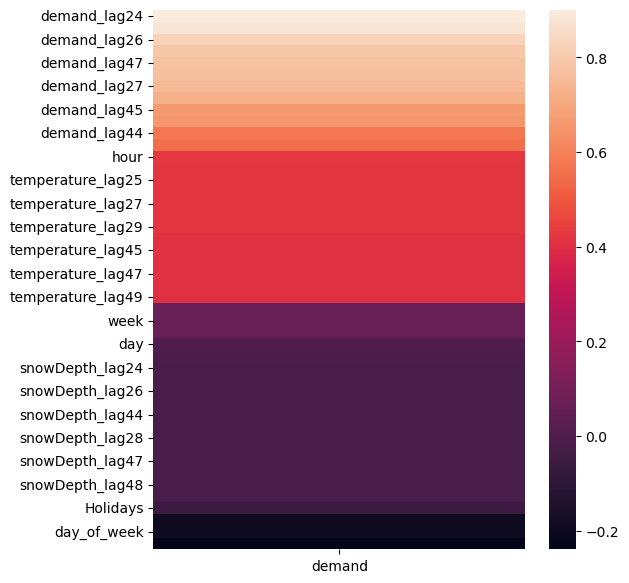 demand_lag24
demand_lag26
demand_lag47
demand_lag27
demand_lag45
demand_lag44
hour
temperature_lag25
temperature_lag27
temperature_lag29
temperature_lag45
temperature_lag47
temperature_lag49
week
day
snowDepth_lag24
snowDepth_lag26
snowDepth_lag44
snowDepth_lag28
snowDepth_lag47
snowDepth_lag48
Holidays
day_of_week
demand
0.8
0.6
0.4
0.2
0.0
−0.2